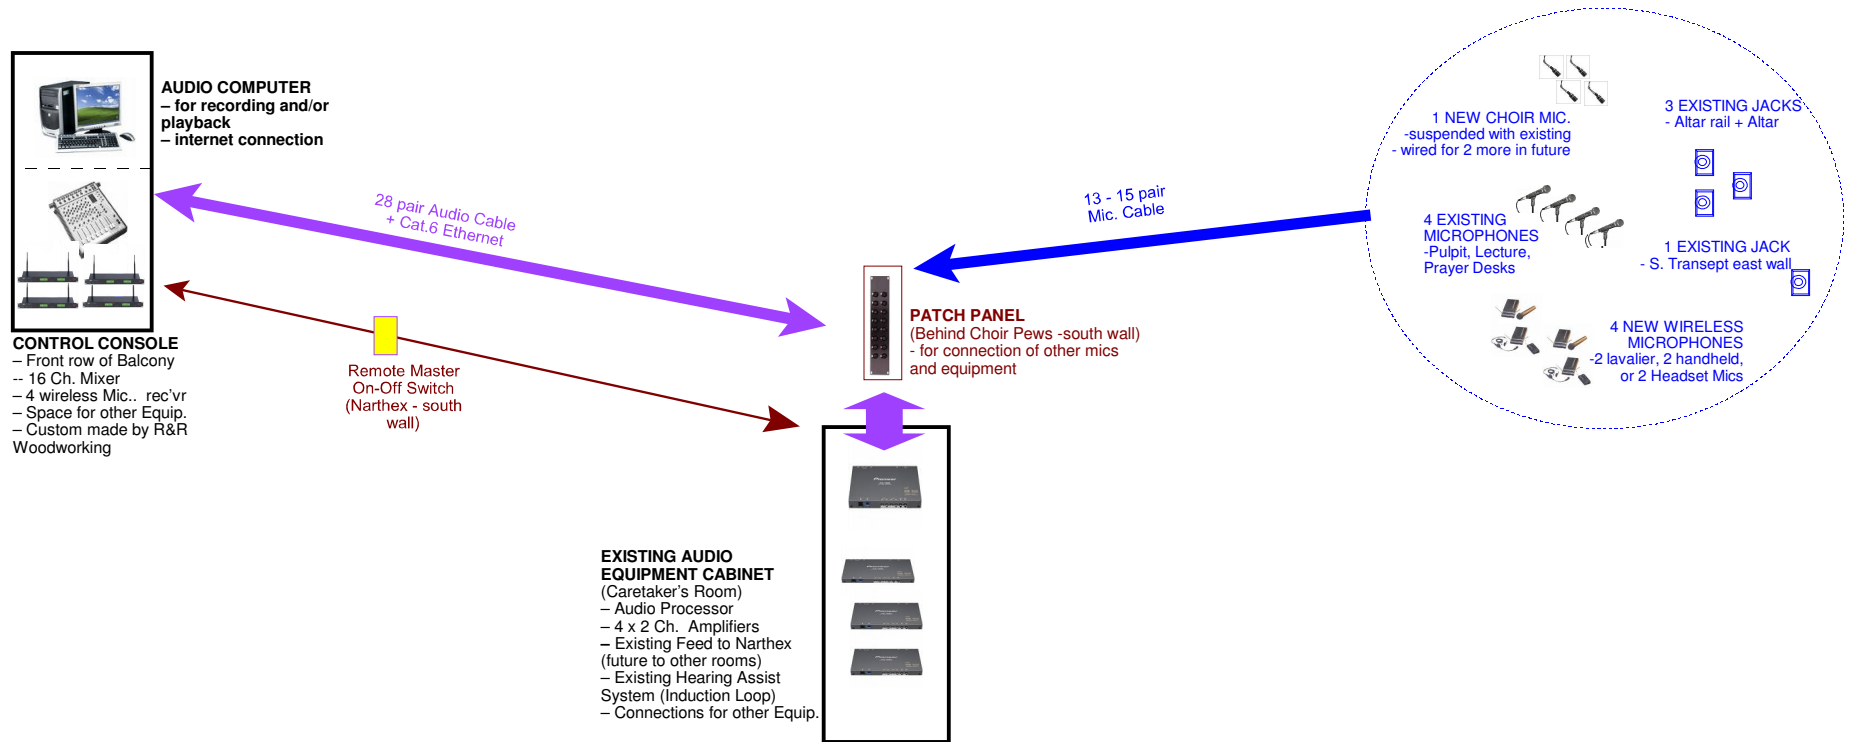 AUDIO COMPUTER
– for recording and/or
playback
– internet connection
CONTROL CONSOLE
– Front row of Balcony
-- 16 Ch. Mixer
– 4 wireless Mic.. rec'vr
– Space for other Equip.
– Custom made by R&R
Woodworking
28 pair Audio Cable
+ Cat.6 Ethernet
Remote Master
On-Off Switch
(Narthex - south
wall)
13 - 15 pair
Mic. Cable
PATCH PANEL
(Behind Choir Pews -south wall)
- for connection of other mics
and equipment
EXISTING AUDIO
EQUIPMENT CABINET
(Caretaker's Room)
– Audio Processor
– 4 x 2 Ch. Amplifiers
– Existing Feed to Narthex
(future to other rooms)
– Existing Hearing Assist
System (Induction Loop)
– Connections for other Equip.
1 NEW CHOIR MIC.
-suspended with existing
- wired for 2 more in future
3 EXISTING JACKS
- Altar rail + Altar
4 EXISTING
MICROPHONES
-Pulpit, Lecture,
Prayer Desks
1 EXISTING JACK
- S. Transept east wall
4 NEW WIRELESS
MICROPHONES
-2 lavalier, 2 handheld,
or 2 Headset Mics